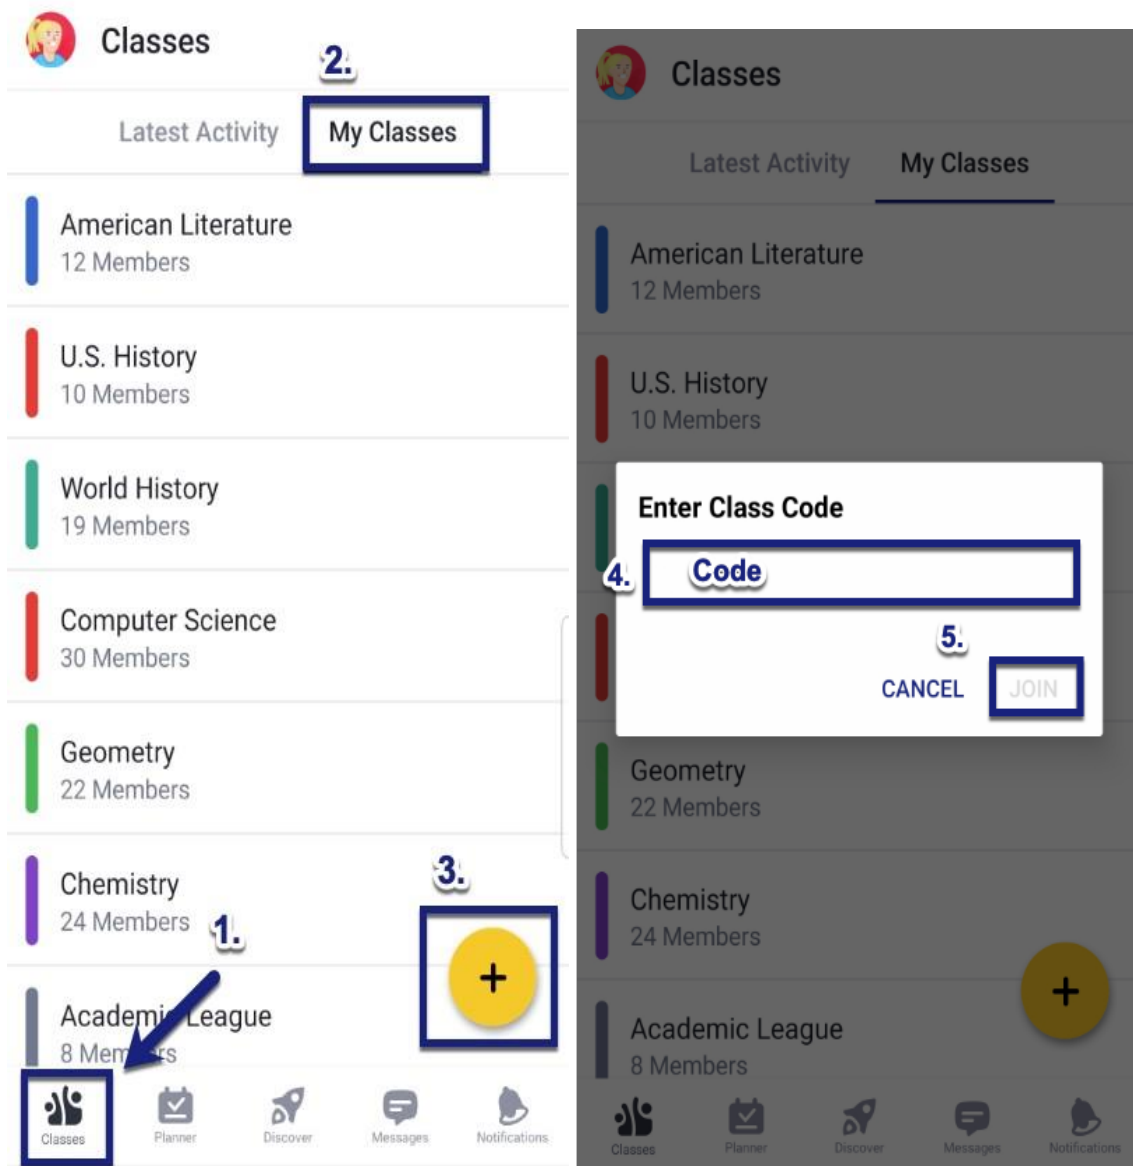 Classes
2.
Latest Activity My Classes
American Literature
12 Members
U.S. History
10 Members
World History
19 Members
Computer Science
30 Members
Geometry
22 Members
Chemistry
24 Members
1.
3.
+
Academic League
8 Members
Classes Planner Discover Messages Notifications
Classes
Latest Activity My Classes
American Literature
12 Members
U.S. History
10 Members
Enter Class Code
4. Code
5.
CANCEL JOIN
Geometry
22 Members
Chemistry
24 Members
+
Academic League
8 Members
Classes Planner Discover Messages Notifications